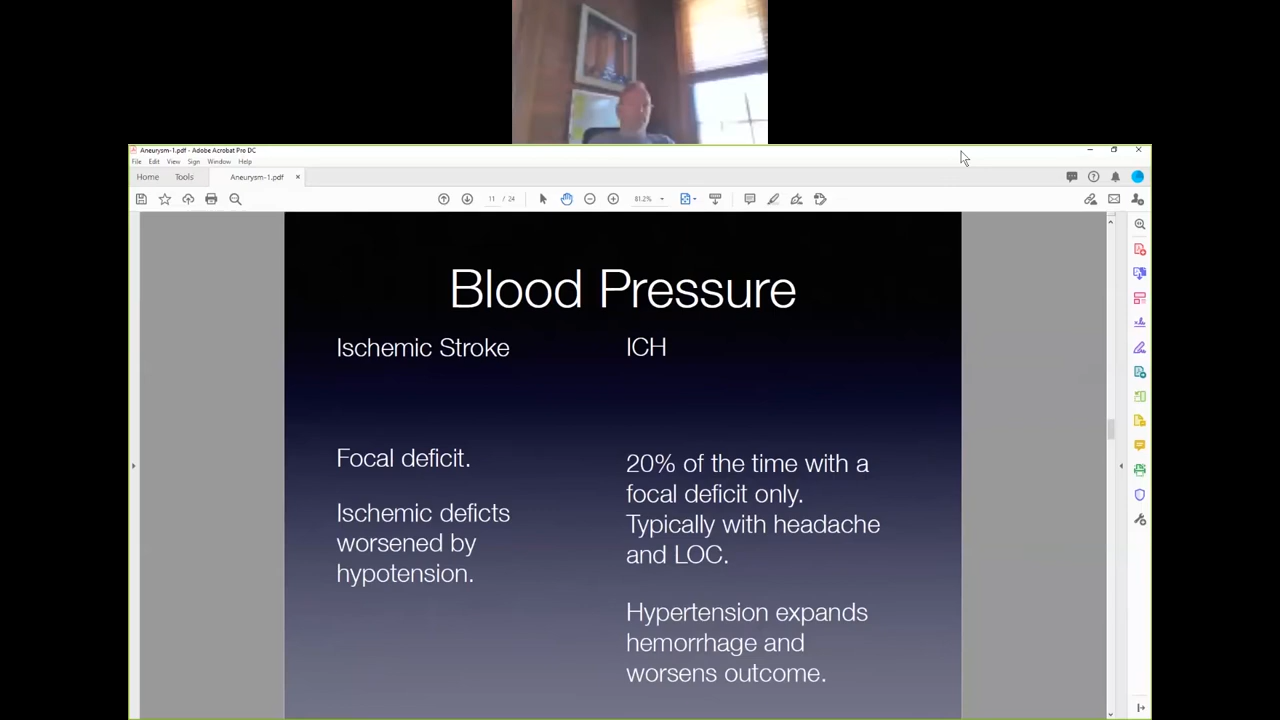 Aneurysm-1.pdf - Adobe Acrobat Pro DC
File Edit View Sign Window Help
Home Tools Aneurysm-1.pdf
11 / 24 81.2%
Blood Pressure
Ischemic Stroke
Focal deficit.
Ischemic deficts
worsened by
hypotension.
ICH
20% of the time with a
focal deficit only.
Typically with headache
and LOC.
Hypertension expands
hemorrhage and
worsens outcome.